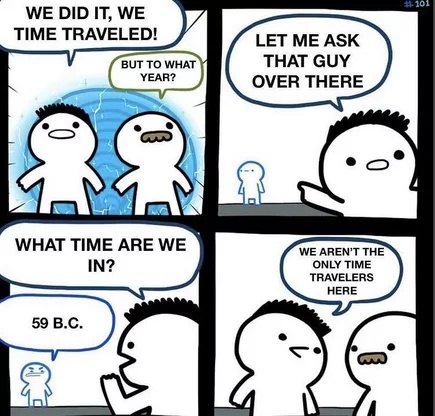 # 101
WE DID IT, WE
TIME TRAVELED!
BUT TO WHAT
YEAR?
LET ME ASK
THAT GUY
OVER THERE
WHAT TIME ARE WE
IN?
59 B.C.
WE AREN'T THE
ONLY TIME
TRAVELERS
HERE